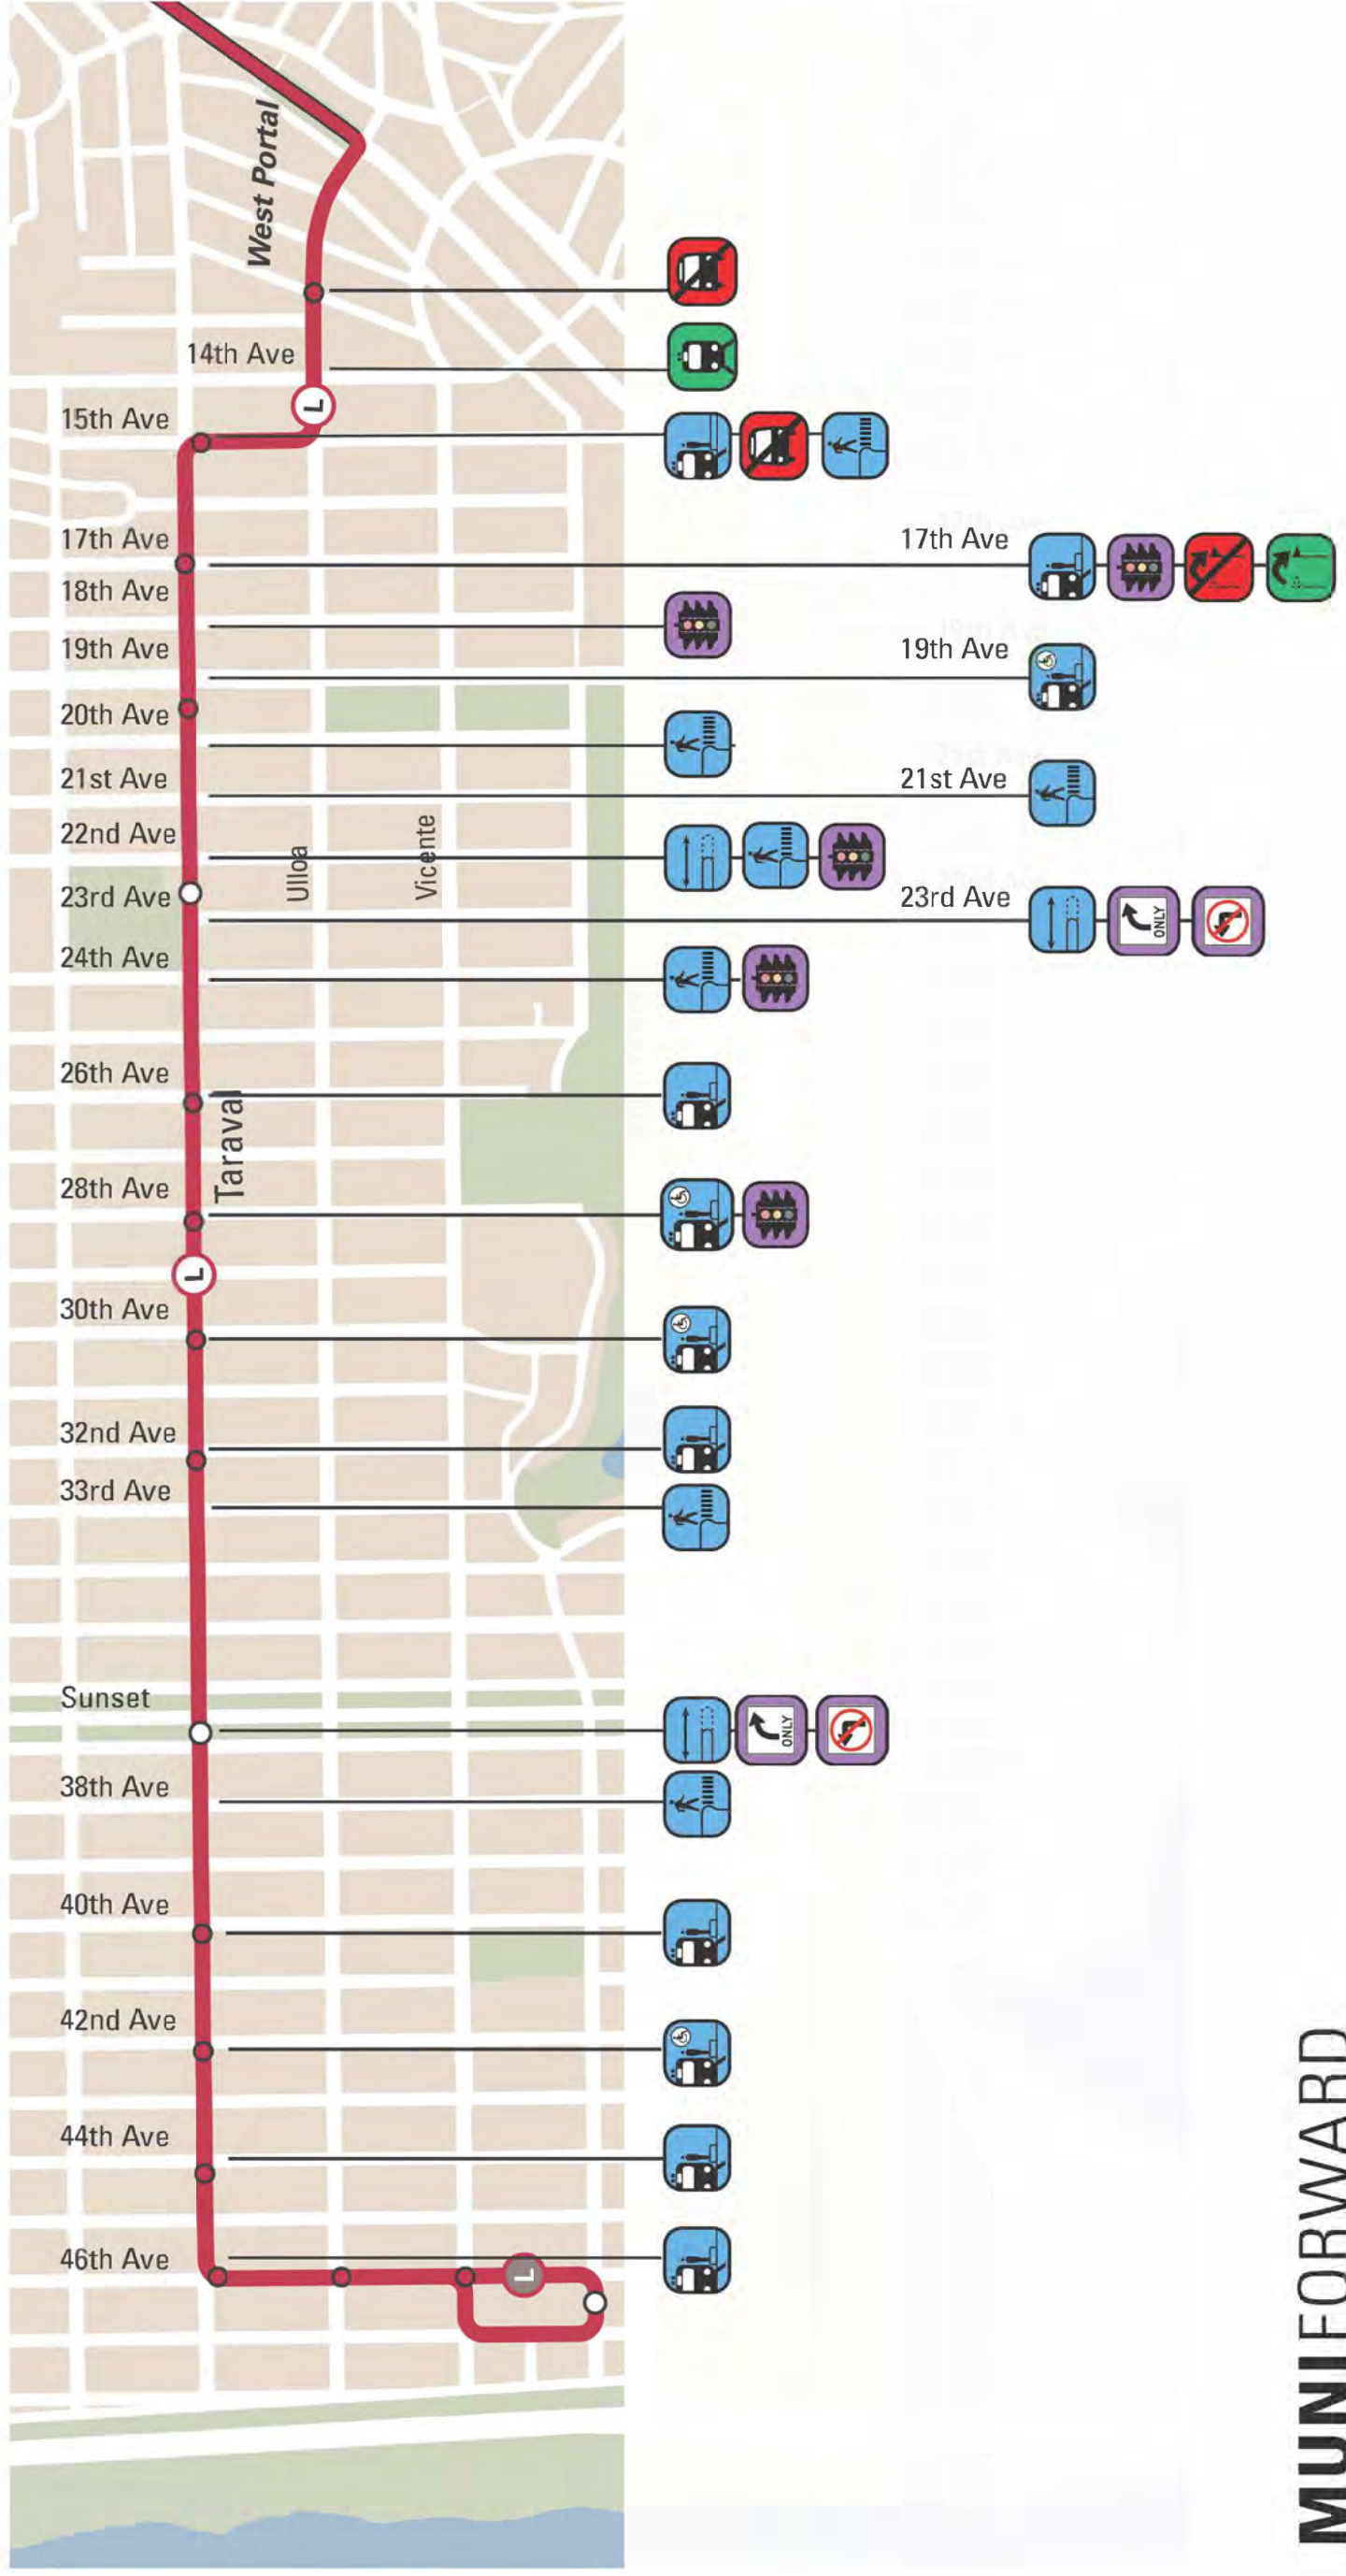 West Portal
14th Ave
L
15th Ave
17th Ave
17th Ave
18th Ave
19th Ave
19th Ave
20th Ave
21st Ave
21st Ave
22nd Ave
Ulloa
Vicente
23rd Ave
23rd Ave
ONLY
24th Ave
26th Ave
Taraval
28th Ave
L
30th Ave
32nd Ave
33rd Ave
Sunset
ONLY
38th Ave
40th Ave
42nd Ave
44th Ave
46th Ave
L
MUNIFORWARD